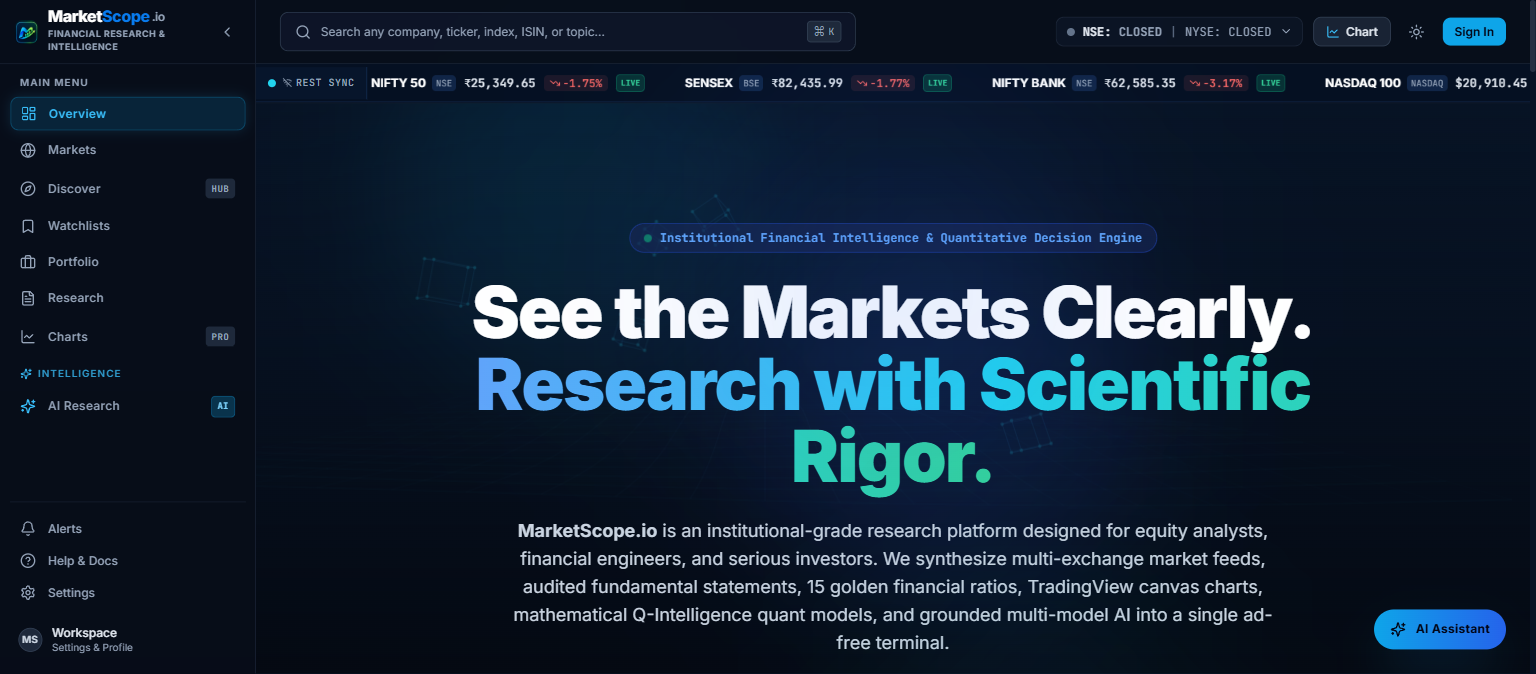 MarketScope.io
FINANCIAL RESEARCH &
INTELLIGENCE
Search any company, ticker, index, ISIN, or topic...
⌘ K
NSE: CLOSED | NYSE: CLOSED
Chart
Sign In
MAIN MENU
Overview
Markets
Discover HUB
Watchlists
Portfolio
Research
Charts PRO
INTELLIGENCE
AI Research AI
Alerts
Help & Docs
Settings
MS
Workspace
Settings & Profile
REST SYNC NIFTY 50 NSE ₹25,349.65 -1.75% LIVE SENSEX BSE ₹82,435.99 -1.77% LIVE NIFTY BANK NSE ₹62,585.35 -3.17% LIVE NASDAQ 100 NASDAQ $20,910.45
Institutional Financial Intelligence & Quantitative Decision Engine
See the Markets Clearly.
Research with Scientific
Rigor.
MarketScope.io is an institutional-grade research platform designed for equity analysts,
financial engineers, and serious investors. We synthesize multi-exchange market feeds,
audited fundamental statements, 15 golden financial ratios, TradingView canvas charts,
mathematical Q-Intelligence quant models, and grounded multi-model AI into a single ad-
free terminal.
AI Assistant